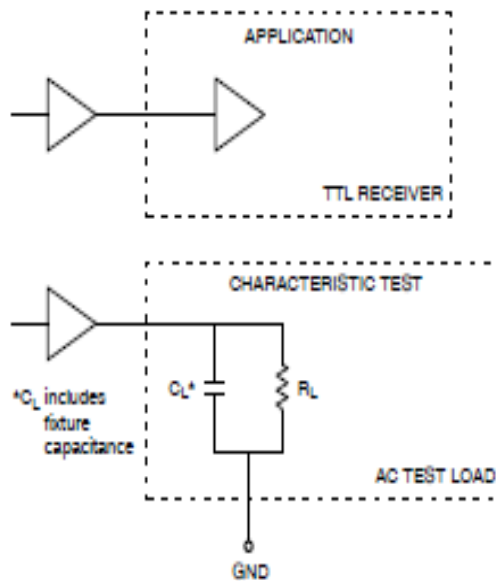 APPLICATION
TTL RECEIVER
CHARACTERISTIC TEST
*CL includes
fixture
capacitance
CL*
RL
AC TEST LOAD
GND